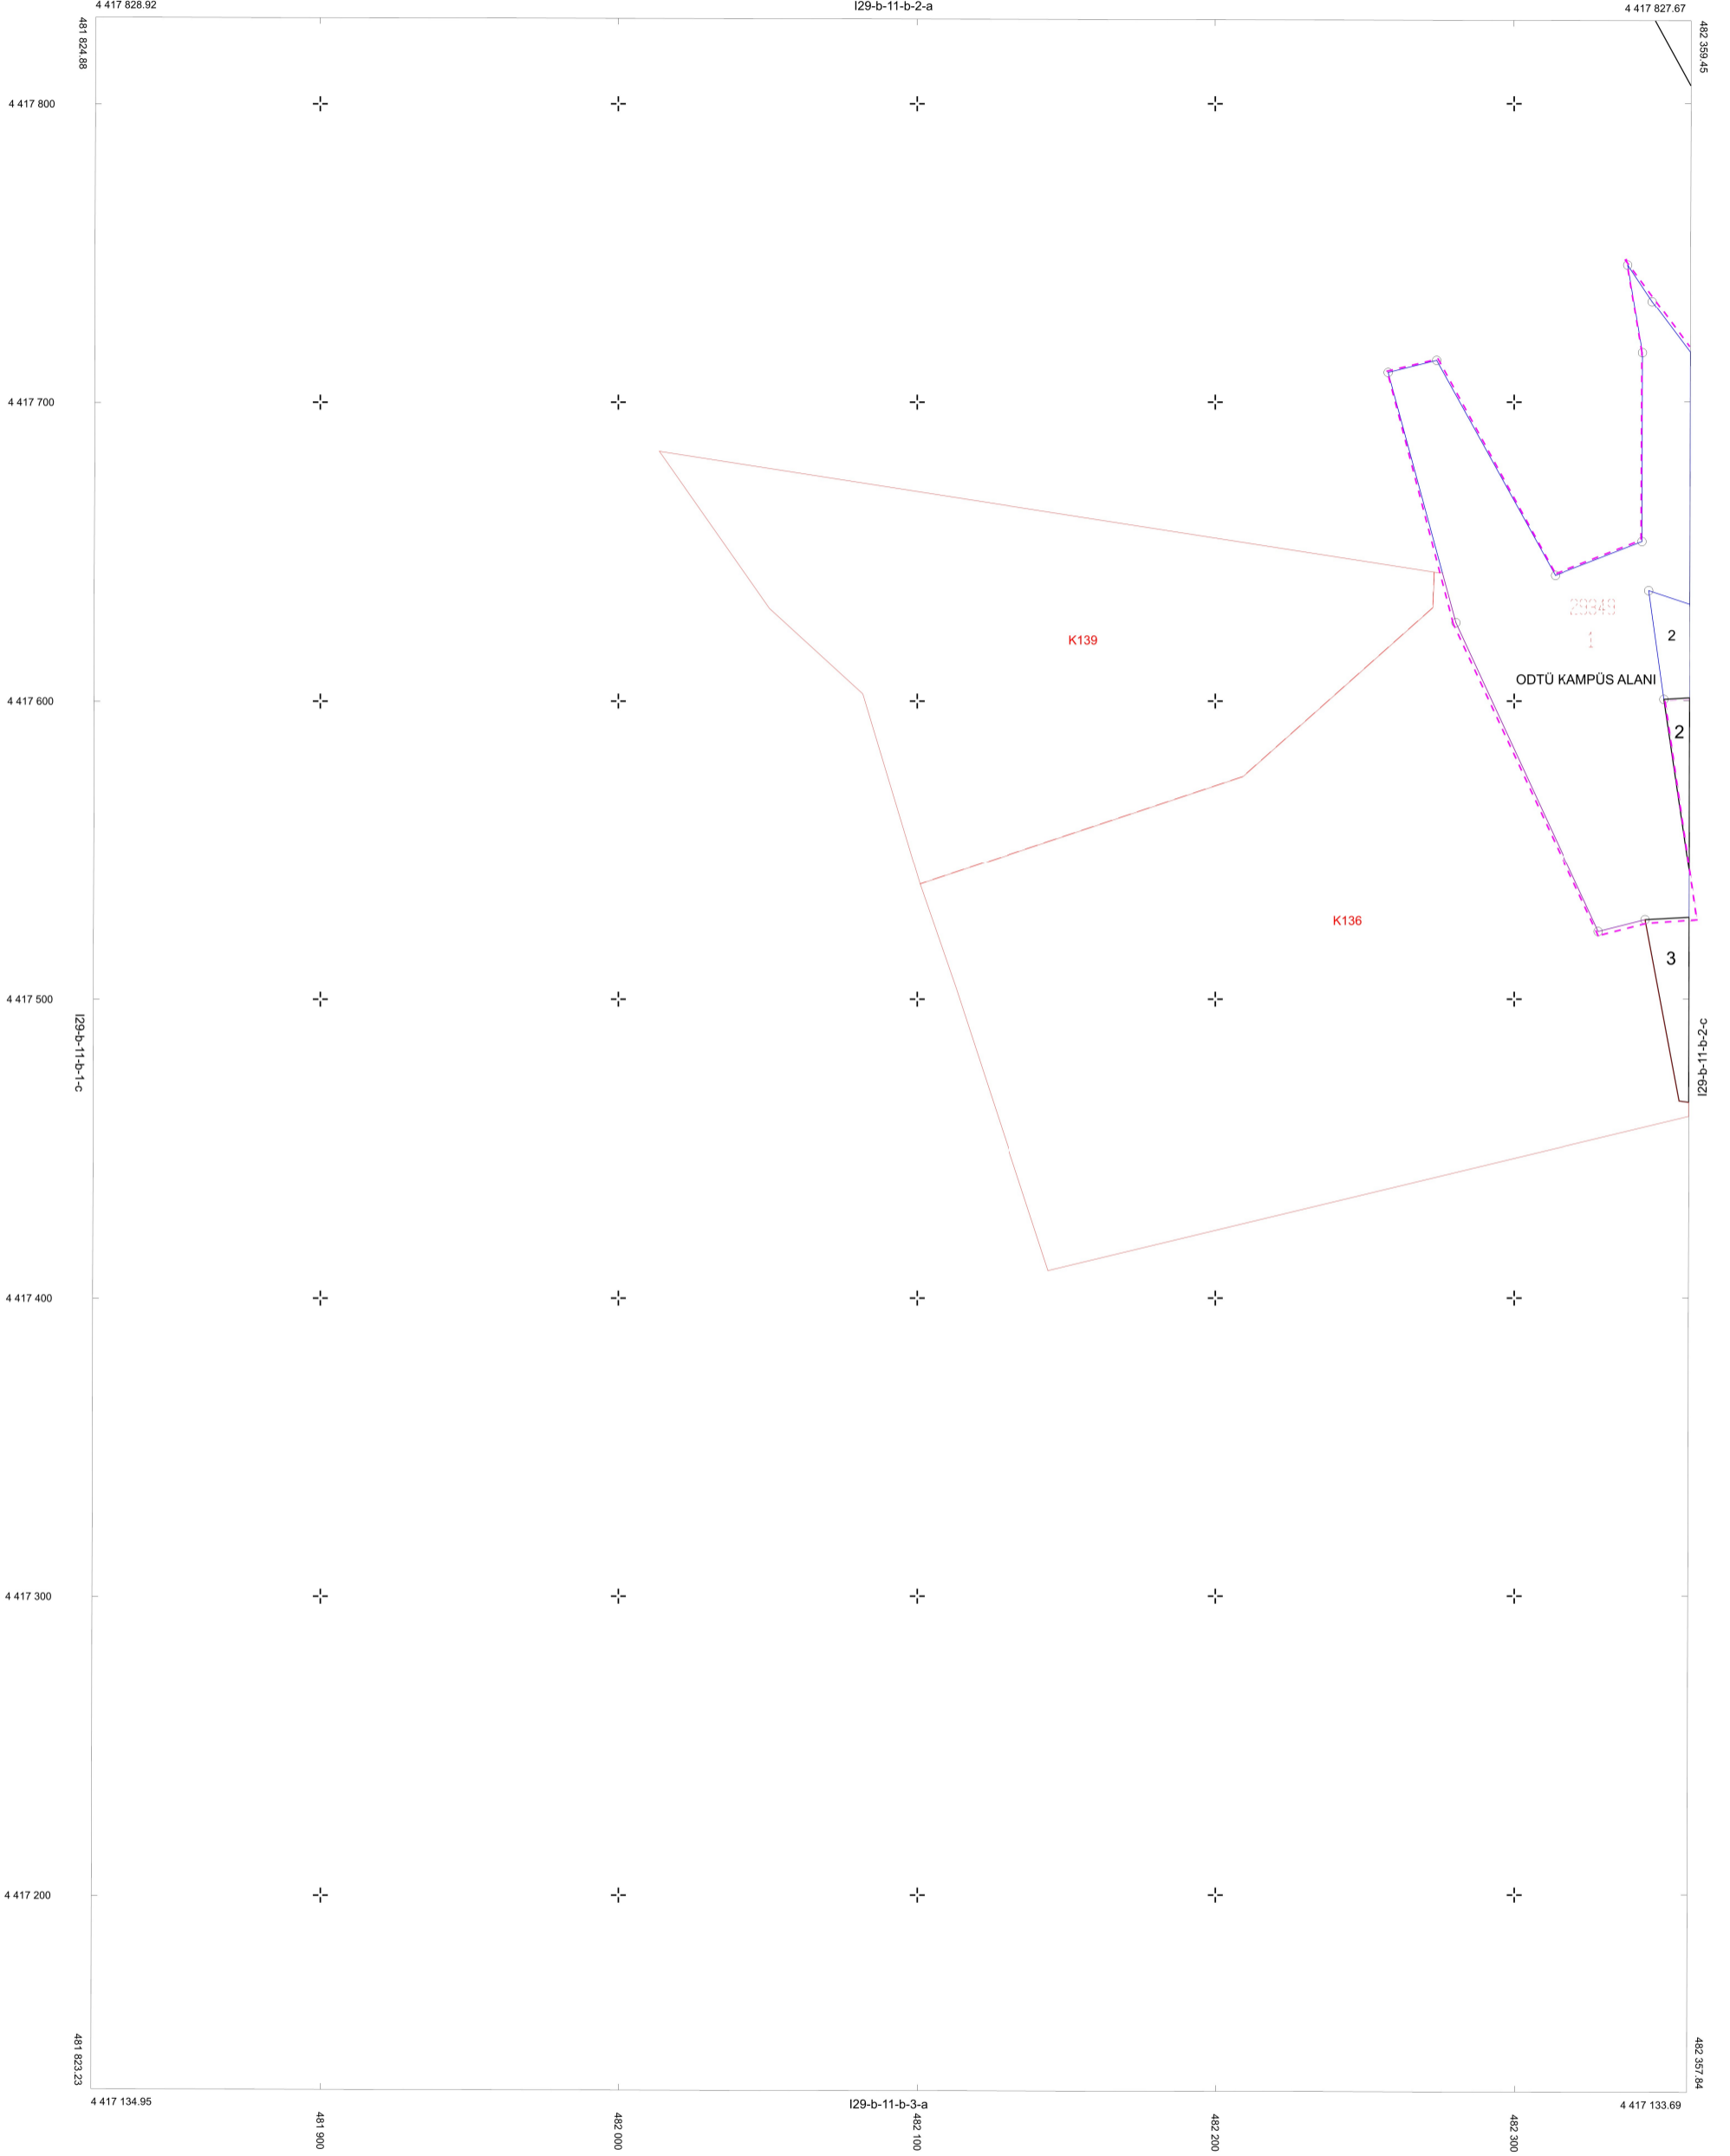 4 417 828.92
I29-b-11-b-2-a
4 417 827.67
481 824.88
482 359.45
4 417 800
4 417 700
K139
29349
1
2
ODTÜ KAMPÜS ALANI
4 417 600
2
K136
3
4 417 500
I29-b-11-b-1-c
I29-b-11-b-2-c
4 417 400
4 417 300
4 417 200
481 823.23
482 357.84
4 417 134.95
I29-b-11-b-3-a
4 417 133.69
481 900
482 000
482 100
482 200
482 300